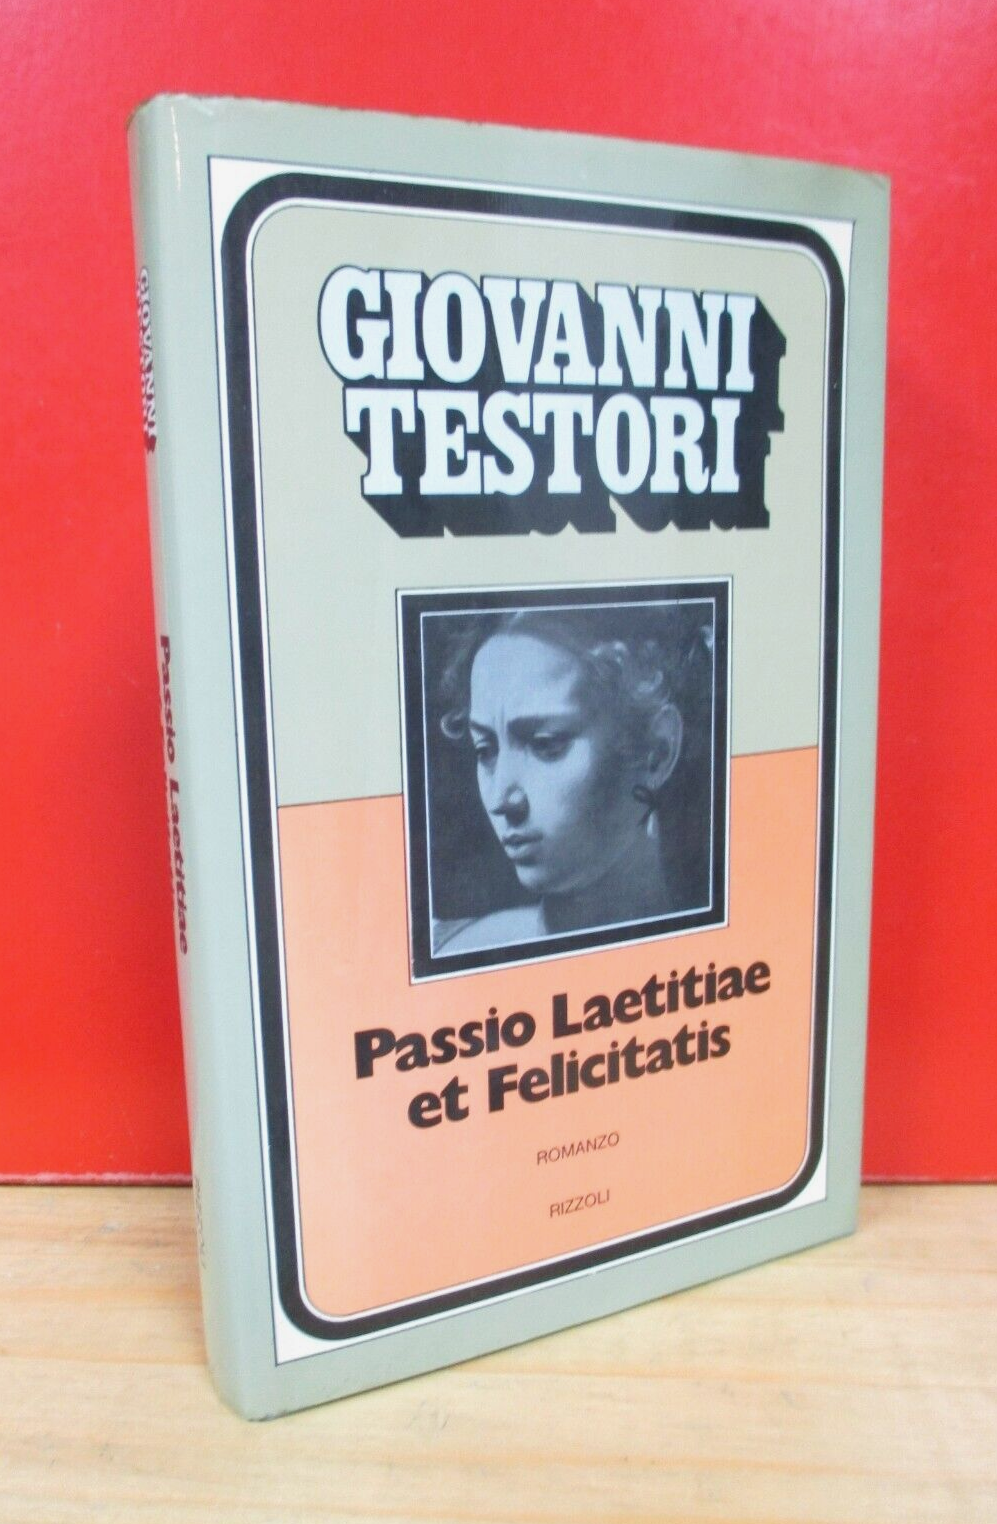 GIOVANNI
TESTORI
Passio Laetitiae
et Felicitatis
ROMANZO
RIZZOLI
GIOVANNI
TESTORI
Passio Laetitiae